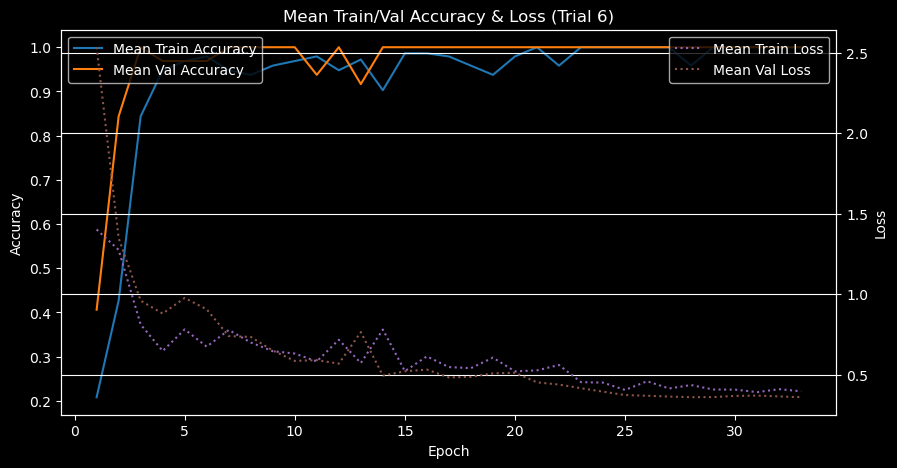 Mean Train/Val Accuracy & Loss (Trial 6)
Mean Train Accuracy
Mean Val Accuracy
Mean Train Loss
Mean Val Loss
Accuracy
1.0
0.9
0.8
0.7
0.6
0.5
0.4
0.3
0.2
2.5
2.0
1.5
1.0
0.5
Loss
0 5 10 15 20 25 30
Epoch